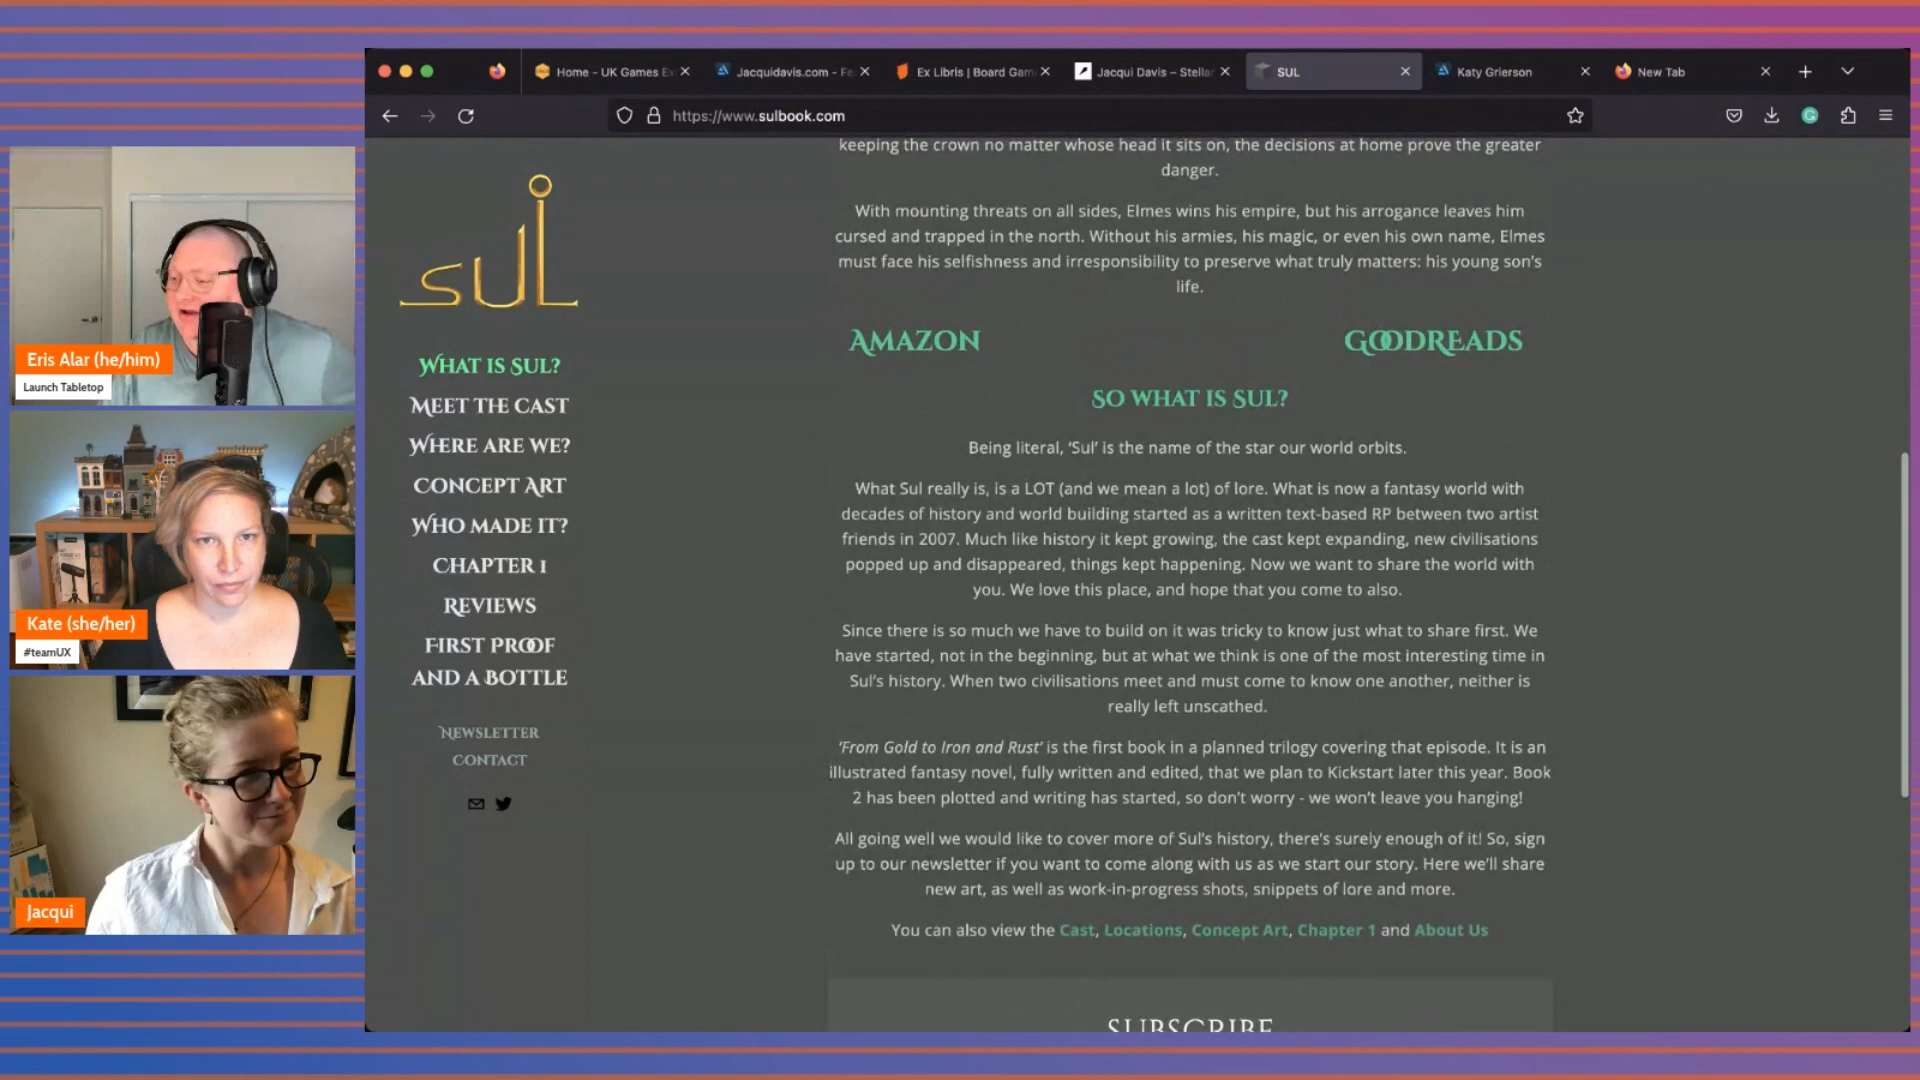 Home - UK Games Ex
Jacquidavis.com - Fe
Ex Libris | Board Gam
Jacqui Davis – Stellar
SUL
Katy Grierson
New Tab
https://www.sulbook.com
SUL
WHAT IS SUL?
MEET THE CAST
WHERE ARE WE?
CONCEPT ART
WHO MADE IT?
CHAPTER 1
REVIEWS
FIRST PROOF
AND A BOTTLE
NEWSLETTER
CONTACT
keeping the crown no matter whose head it sits on, the decisions at home prove the greater
danger.
With mounting threats on all sides, Elmes wins his empire, but his arrogance leaves him
cursed and trapped in the north. Without his armies, his magic, or even his own name, Elmes
must face his selfishness and irresponsibility to preserve what truly matters: his young son's
life.
AMAZON
GOODREADS
SO WHAT IS SUL?
Being literal, 'Sul' is the name of the star our world orbits.
What Sul really is, is a LOT (and we mean a lot) of lore. What is now a fantasy world with
decades of history and world building started as a written text-based RP between two artist
friends in 2007. Much like history it kept growing, the cast kept expanding, new civilisations
popped up and disappeared, things kept happening. Now we want to share the world with
you. We love this place, and hope that you come to also.
Since there is so much we have to build on it was tricky to know just what to share first. We
have started, not in the beginning, but at what we think is one of the most interesting time in
Sul's history. When two civilisations meet and must come to know one another, neither is
really left unscathed.
'From Gold to Iron and Rust' is the first book in a planned trilogy covering that episode. It is an
illustrated fantasy novel, fully written and edited, that we plan to Kickstart later this year. Book
2 has been plotted and writing has started, so don't worry - we won't leave you hanging!
All going well we would like to cover more of Sul's history, there's surely enough of it! So, sign
up to our newsletter if you want to come along with us as we start our story. Here we'll share
new art, as well as work-in-progress shots, snippets of lore and more.
You can also view the Cast, Locations, Concept Art, Chapter 1 and About Us
SUBSCRIBE
Eris Alar (he/him)
Launch Tabletop
Kate (she/her)
#teamUX
Jacqui